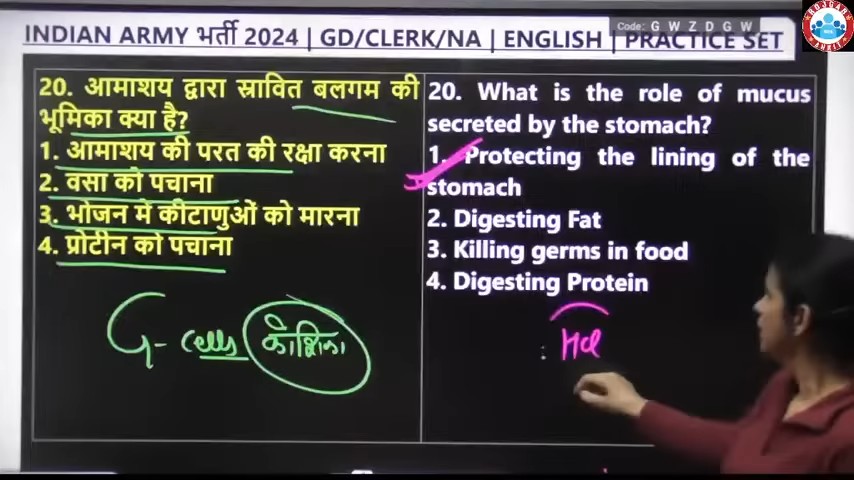 INDIAN ARMY भर्ती 2024 | GD/CLERK/NA | ENGLISH | PRACTICE SET
Code: G W Z D G W
20. आमाशय द्वारा स्रावित बलगम की
भूमिका क्या है?
1. आमाशय की परत की रक्षा करना
2. वसा को पचाना
3. भोजन में कीटाणुओं को मारना
4. प्रोटीन को पचाना
G- cells कोशिका
20. What is the role of mucus
secreted by the stomach?
1. Protecting the lining of the
stomach
2. Digesting Fat
3. Killing germs in food
4. Digesting Protein
: HCl